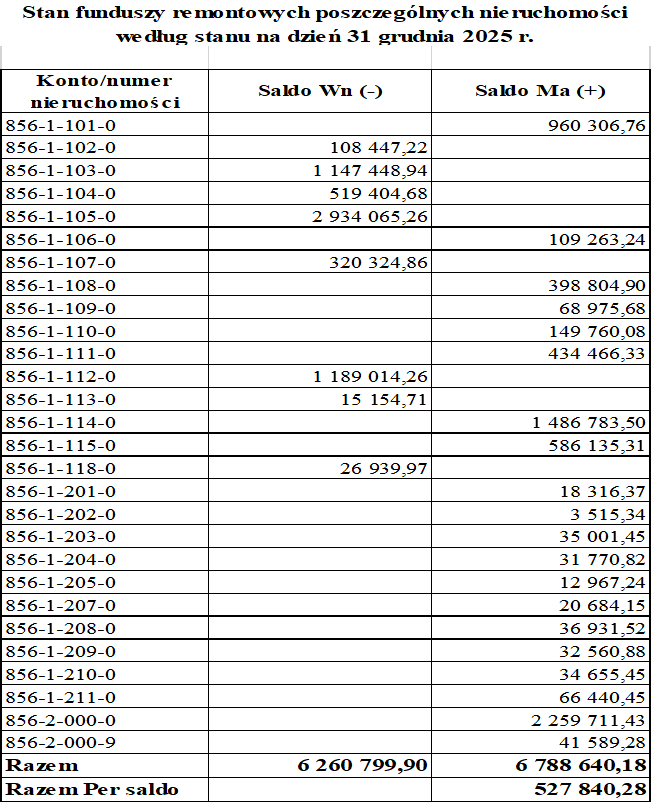 Stan funduszy remontowych poszczególnych nieruchomości
według stanu na dzień 31 grudnia 2025 r.
Konto/numer nieruchomości Saldo Wn (-) Saldo Ma (+)
856-1-101-0 960 306,76
856-1-102-0 108 447,22
856-1-103-0 1 147 448,94
856-1-104-0 519 404,68
856-1-105-0 2 934 065,26
856-1-106-0 109 263,24
856-1-107-0 320 324,86
856-1-108-0 398 804,90
856-1-109-0 68 975,68
856-1-110-0 149 760,08
856-1-111-0 434 466,33
856-1-112-0 1 189 014,26
856-1-113-0 15 154,71
856-1-114-0 1 486 783,50
856-1-115-0 586 135,31
856-1-118-0 26 939,97
856-1-201-0 18 316,37
856-1-202-0 3 515,34
856-1-203-0 35 001,45
856-1-204-0 31 770,82
856-1-205-0 12 967,24
856-1-207-0 20 684,15
856-1-208-0 36 931,52
856-1-209-0 32 560,88
856-1-210-0 34 655,45
856-1-211-0 66 440,45
856-2-000-0 2 259 711,43
856-2-000-9 41 589,28
Razem 6 260 799,90 6 788 640,18
Razem Per saldo 527 840,28